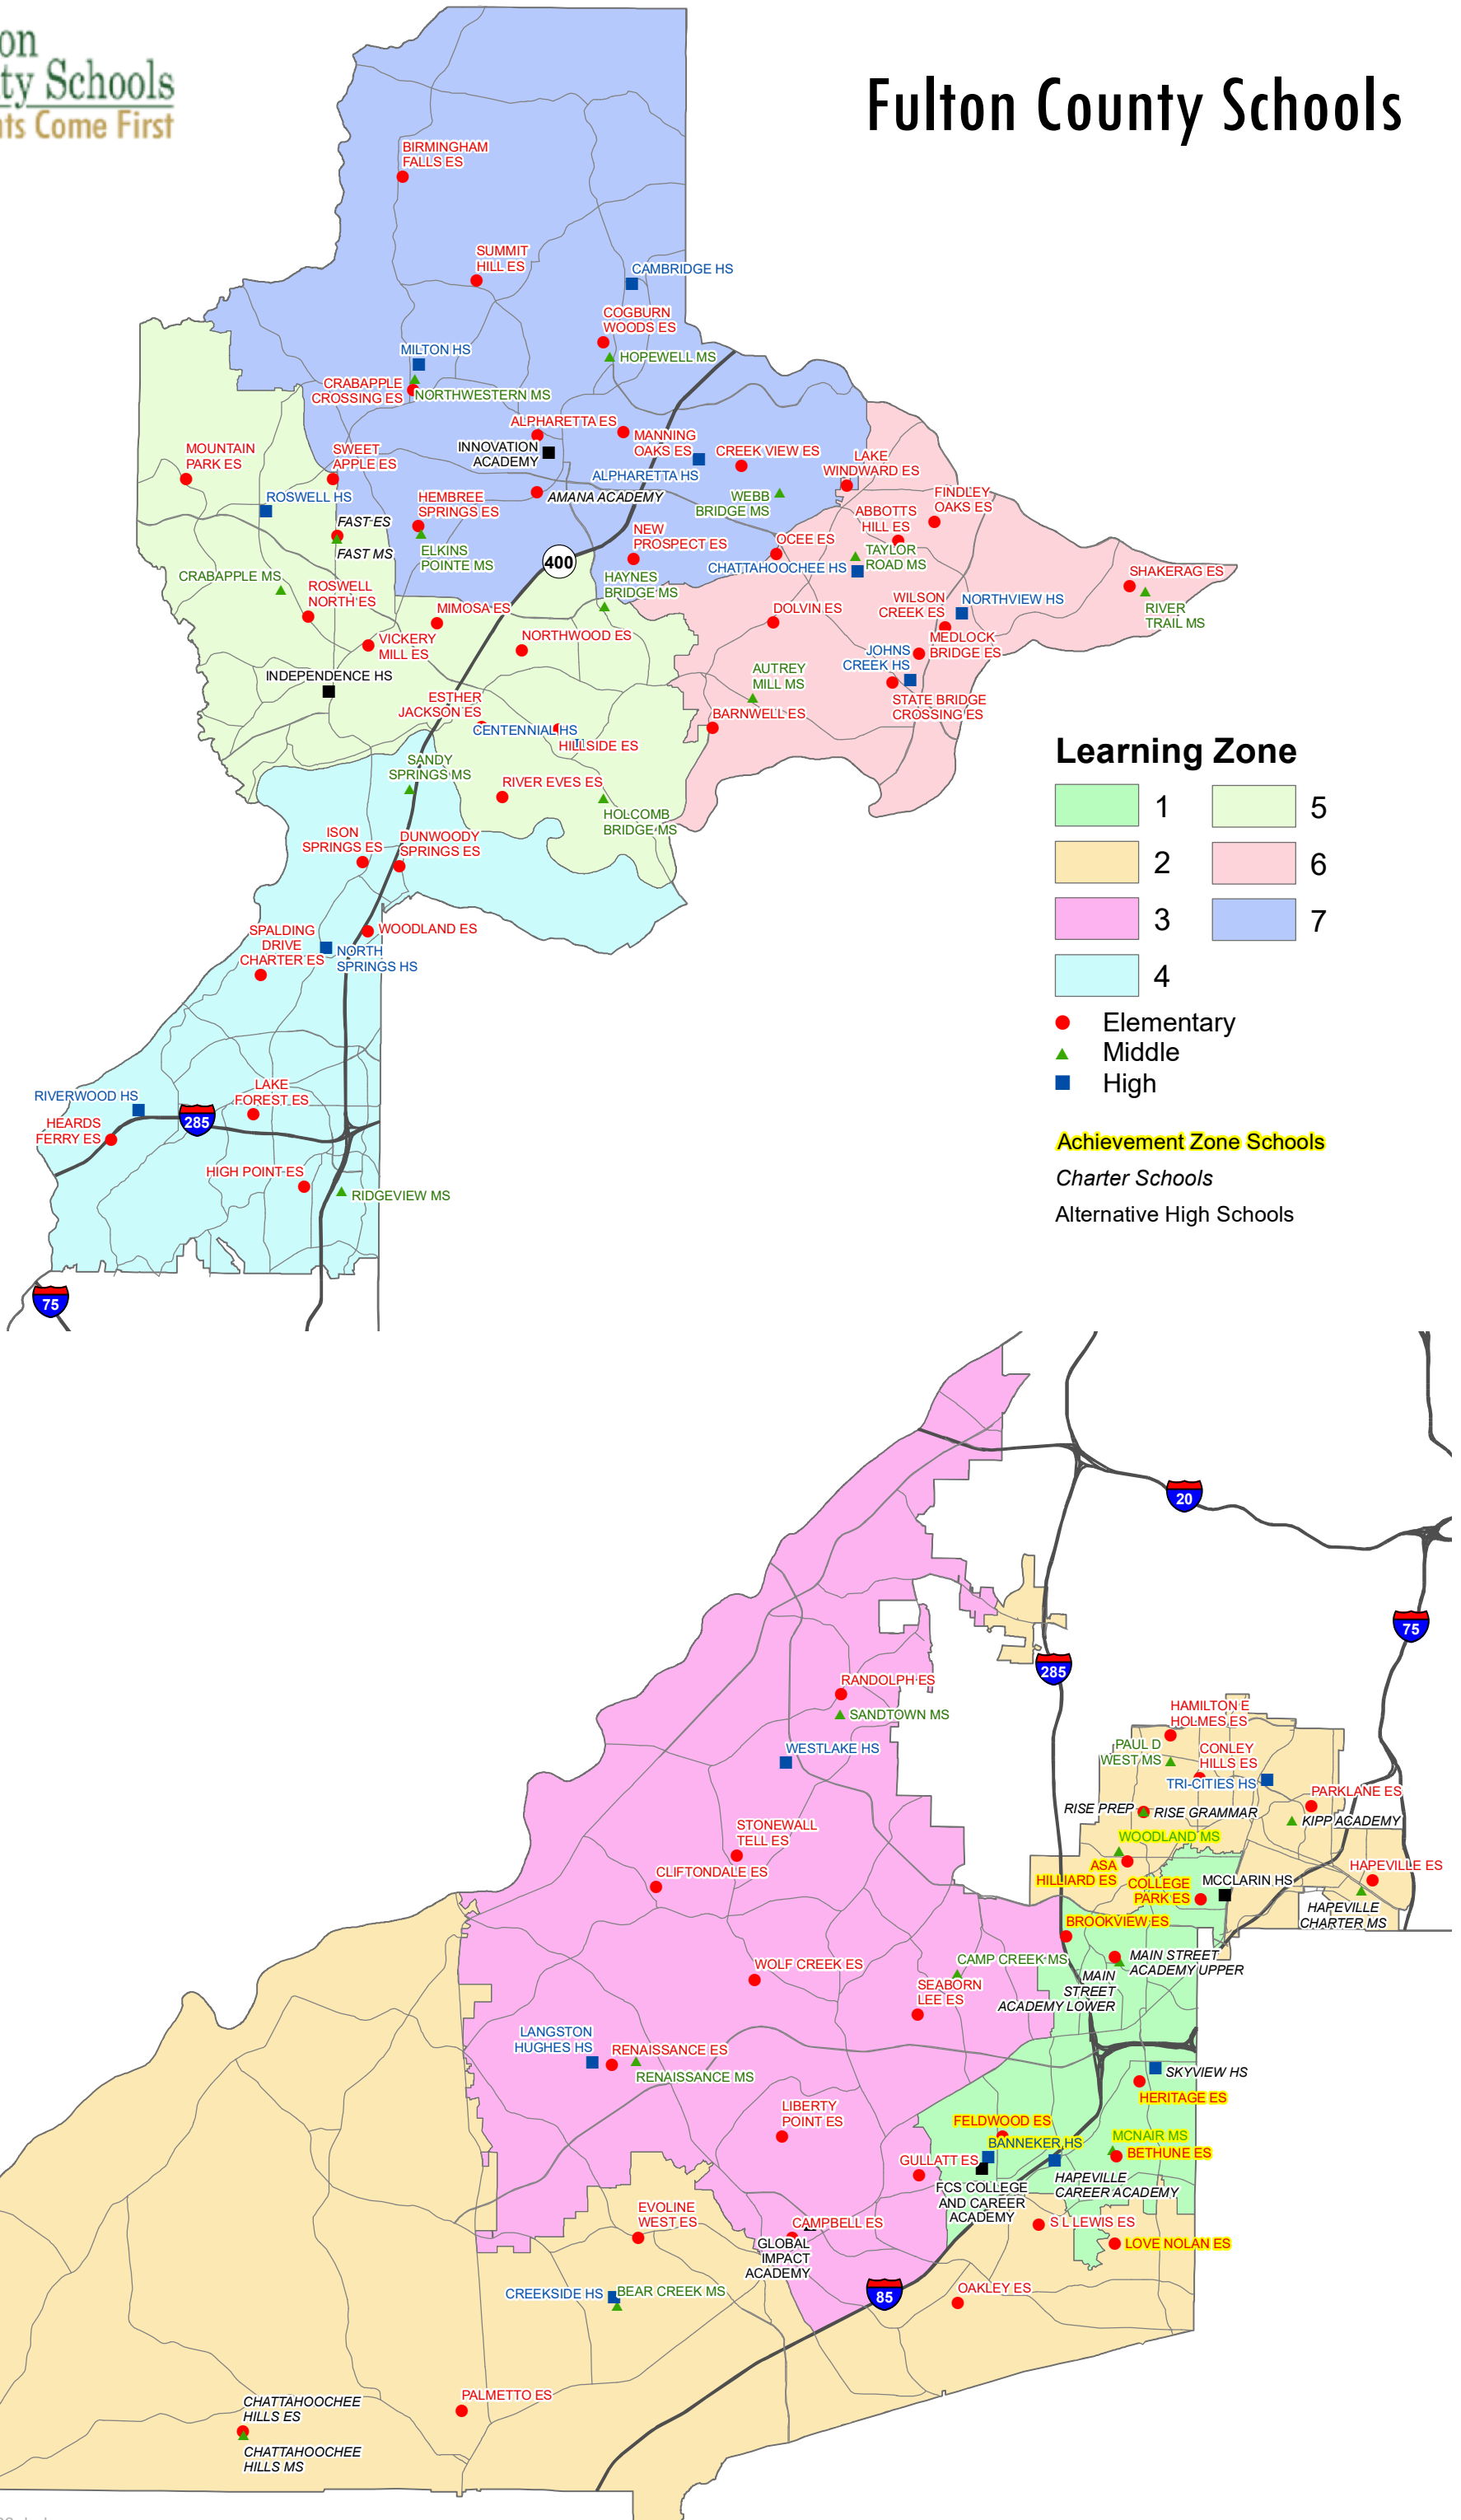 on
ty Schools
ts Come First
Fulton County Schools
BIRMINGHAM
FALLS ES
SUMMIT
HILL ES
CAMBRIDGE HS
COGBURN
WOODS ES
HOPEWELL MS
MILTON HS
CRABAPPLE
CROSSING ES
NORTHWESTERN MS
ALPHARETTA ES
INNOVATION
ACADEMY
MANNING
OAKS ES
ALPHARETTA HS
CREEK VIEW ES
LAKE
WINDWARD ES
MOUNTAIN
PARK ES
SWEET
APPLE ES
ROSWELL HS
AMANA ACADEMY
WEBB
BRIDGE MS
FINDLEY
OAKS ES
HEMBREE
SPRINGS ES
ABBOTTS
HILL ES
FAST ES
FAST MS
ELKINS
POINTE MS
400
NEW
PROSPECT ES
OCEE ES
CHATTAHOOCHEE HS
TAYLOR
ROAD MS
SHAKERAG ES
CRABAPPLE MS
ROSWELL
NORTH ES
HAYNES
BRIDGE MS
WILSON
CREEK ES
NORTHVIEW HS
RIVER
TRAIL MS
MIMOSA ES
DOLVIN ES
VICKERY
MILL ES
NORTHWOOD ES
MEDLOCK
BRIDGE ES
JOHNS
CREEK HS
INDEPENDENCE HS
AUTREY
MILL MS
ESTHER
JACKSON ES
STATE BRIDGE
CROSSING ES
BARNWELL ES
CENTENNIAL HS
HILLSIDE ES
SANDY
SPRINGS MS
RIVER EVES ES
HOLCOMB
BRIDGE MS
Learning Zone
1
5
2
6
3
7
4
Elementary
Middle
High
Achievement Zone Schools
Charter Schools
Alternative High Schools
ISON
SPRINGS ES
DUNWOODY
SPRINGS ES
SPALDING
DRIVE
CHARTER ES
WOODLAND ES
NORTH
SPRINGS HS
RIVERWOOD HS
LAKE
FOREST ES
285
HEARDS
FERRY ES
HIGH POINT ES
RIDGEVIEW MS
75
20
75
285
RANDOLPH ES
SANDTOWN MS
WESTLAKE HS
HAMILTON E
HOLMES ES
PAUL D
WEST MS
CONLEY
HILLS ES
TRI-CITIES HS
PARKLANE ES
RISE PREP
RISE GRAMMAR
KIPP ACADEMY
STONEWALL
TELL ES
WOODLAND MS
CLIFTONDALE ES
ASA
HILLIARD ES
COLLEGE
PARK ES
MCCLARIN HS
HAPEVILLE ES
HAPEVILLE
CHARTER MS
BROOKVIEW ES
WOLF CREEK ES
CAMP CREEK MS
MAIN STREET
ACADEMY UPPER
MAIN
STREET
ACADEMY LOWER
SEABORN
LEE ES
LANGSTON
HUGHES HS
RENAISSANCE ES
RENAISSANCE MS
SKYVIEW HS
HERITAGE ES
LIBERTY
POINT ES
FELDWOOD ES
BANNEKER HS
MCNAIR MS
BETHUNE ES
GULLATT ES
HAPEVILLE
CAREER ACADEMY
FCS COLLEGE
AND CAREER
ACADEMY
EVOLINE
WEST ES
CAMPBELL ES
S L LEWIS ES
GLOBAL
IMPACT
ACADEMY
LOVE NOLAN ES
CREEKSIDE HS
BEAR CREEK MS
85
OAKLEY ES
PALMETTO ES
CHATTAHOOCHEE
HILLS ES
CHATTAHOOCHEE
HILLS MS